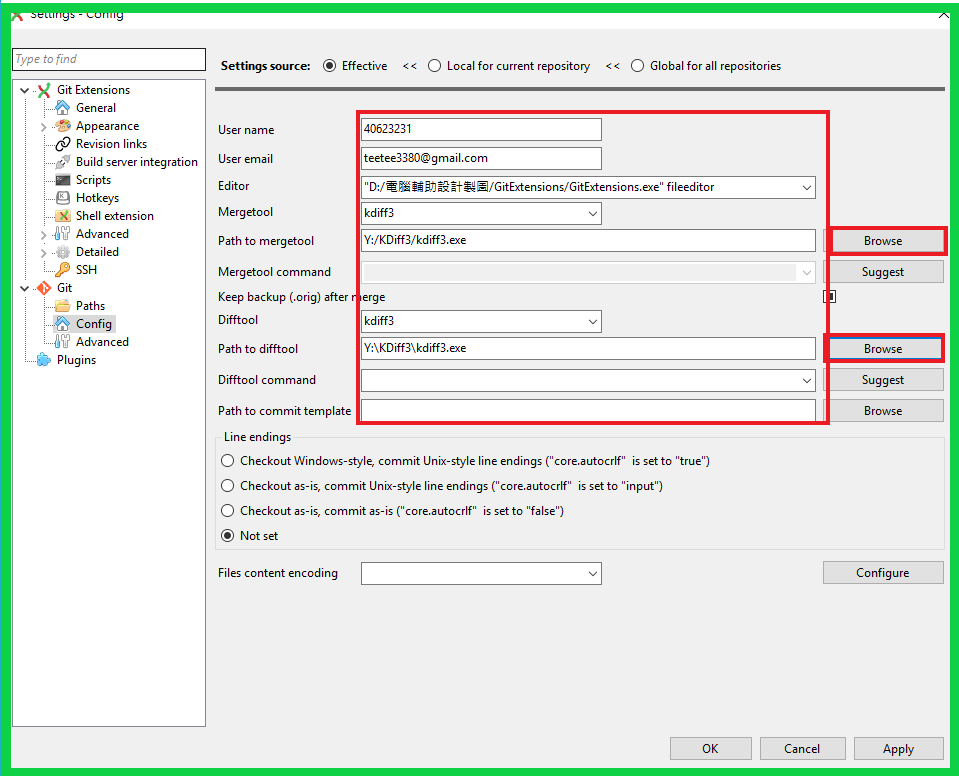 Settings - Config
Type to find
Git Extensions
General
Appearance
Revision links
Build server integration
Scripts
Hotkeys
Shell extension
Advanced
Detailed
SSH
Git
Paths
Config
Advanced
Plugins
Settings source: Effective << Local for current repository << Global for all repositories
User name 40623231
User email teetee3380@gmail.com
Editor "D:/電腦輔助設計製圖/GitExtensions/GitExtensions.exe" fileeditor
Mergetool kdiff3
Path to mergetool Y:/KDiff3/kdiff3.exe Browse
Mergetool command Suggest
Keep backup (.orig) after merge
Difftool kdiff3
Path to difftool Y:\KDiff3\kdiff3.exe Browse
Difftool command Suggest
Path to commit template Browse
Line endings
Checkout Windows-style, commit Unix-style line endings ("core.autocrlf" is set to "true")
Checkout as-is, commit Unix-style line endings ("core.autocrlf" is set to "input")
Checkout as-is, commit as-is ("core.autocrlf" is set to "false")
Not set
Files content encoding Configure
OK Cancel Apply